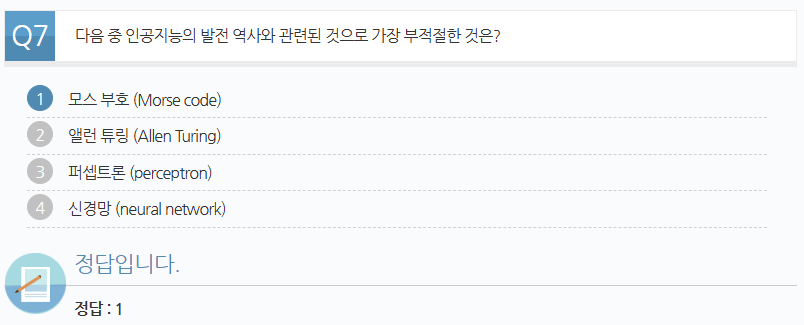 Q7 다음 중 인공지능의 발전 역사와 관련된 것으로 가장 부적절한 것은?
1 모스 부호 (Morse code)
2 앨런 튜링 (Allen Turing)
3 퍼셉트론 (perceptron)
4 신경망 (neural network)
정답입니다.
정답 : 1